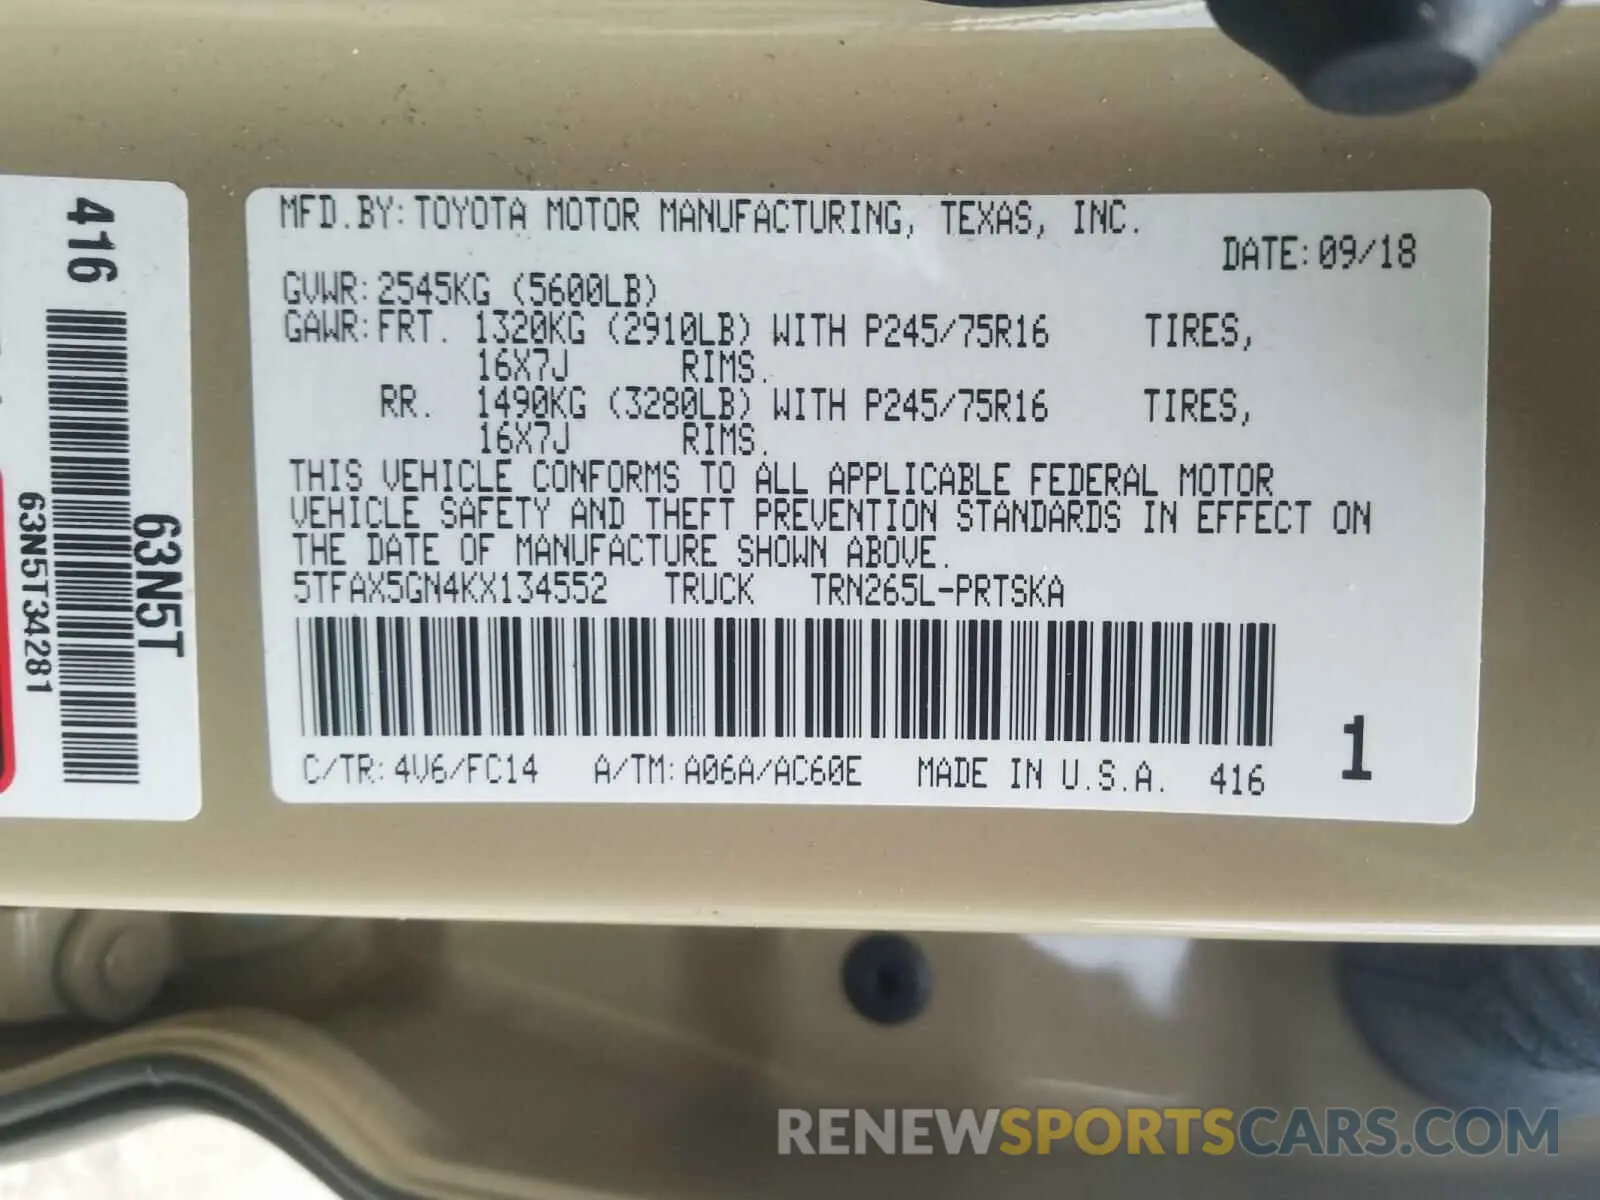 MFD.BY:TOYOTA MOTOR MANUFACTURING, TEXAS, INC.
DATE:09/18
GVWR:2545KG (5600LB)
GAWR:FRT. 1320KG (2910LB) WITH P245/75R16 TIRES,
16X7J RIMS.
RR. 1490KG (3280LB) WITH P245/75R16 TIRES,
16X7J RIMS.
THIS VEHICLE CONFORMS TO ALL APPLICABLE FEDERAL MOTOR
VEHICLE SAFETY AND THEFT PREVENTION STANDARDS IN EFFECT ON
THE DATE OF MANUFACTURE SHOWN ABOVE.
5TFAX5GN4KX134552 TRUCK TRN265L-PRTSKA
C/TR:4V6/FC14 A/TM:A06A/AC60E MADE IN U.S.A. 416
1
416
63N5T
63N5T34281
RENEWSPORTSCARS.COM